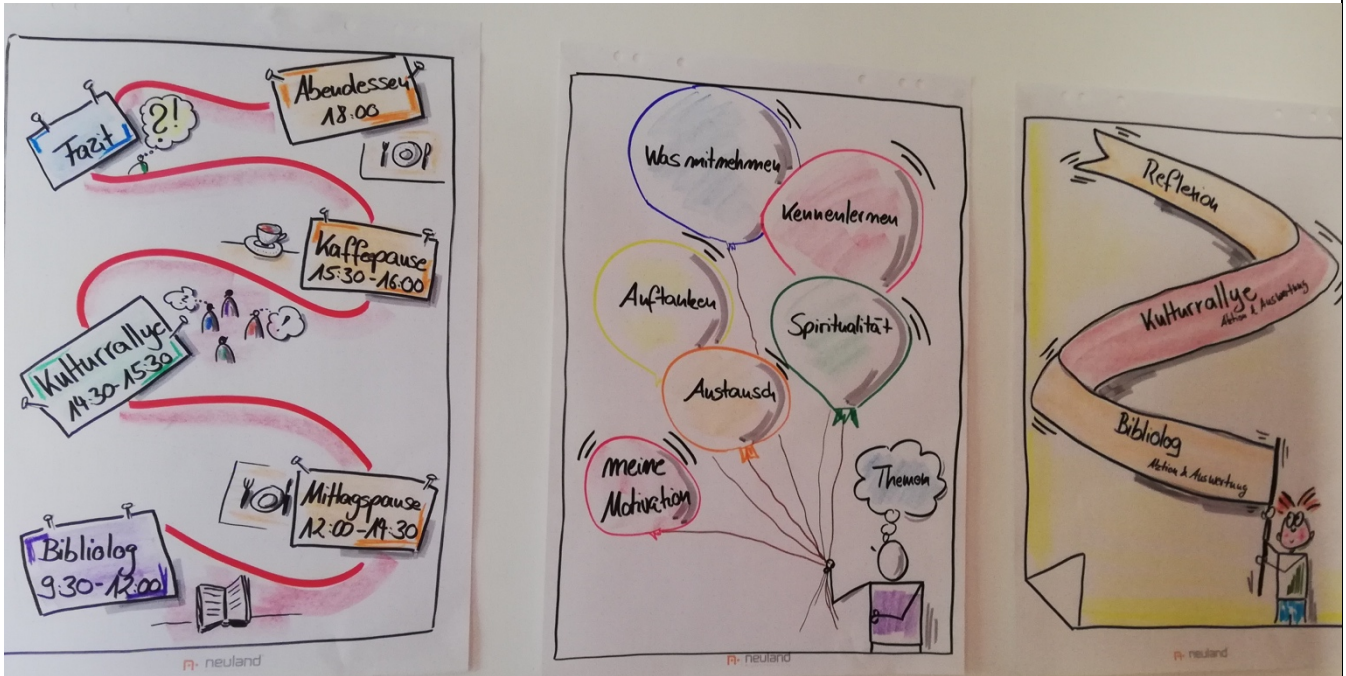 Abendessen
18:00
Fazit
?!
Kaffepause
15:30-16:00
?
!
Kulturrallye
14:30-15:30
Mittagspause
12:00-14:30
Bibliolog
9:30-12:00
neuland
Was mitnehmen
Kennenlernen
Auftanken
Spiritualität
Austausch
meine
Motivation
Themen
neuland
Reflexion
Kulturrallye
Aktion & Auswertung
Bibliolog
Aktion & Auswertung
neuland